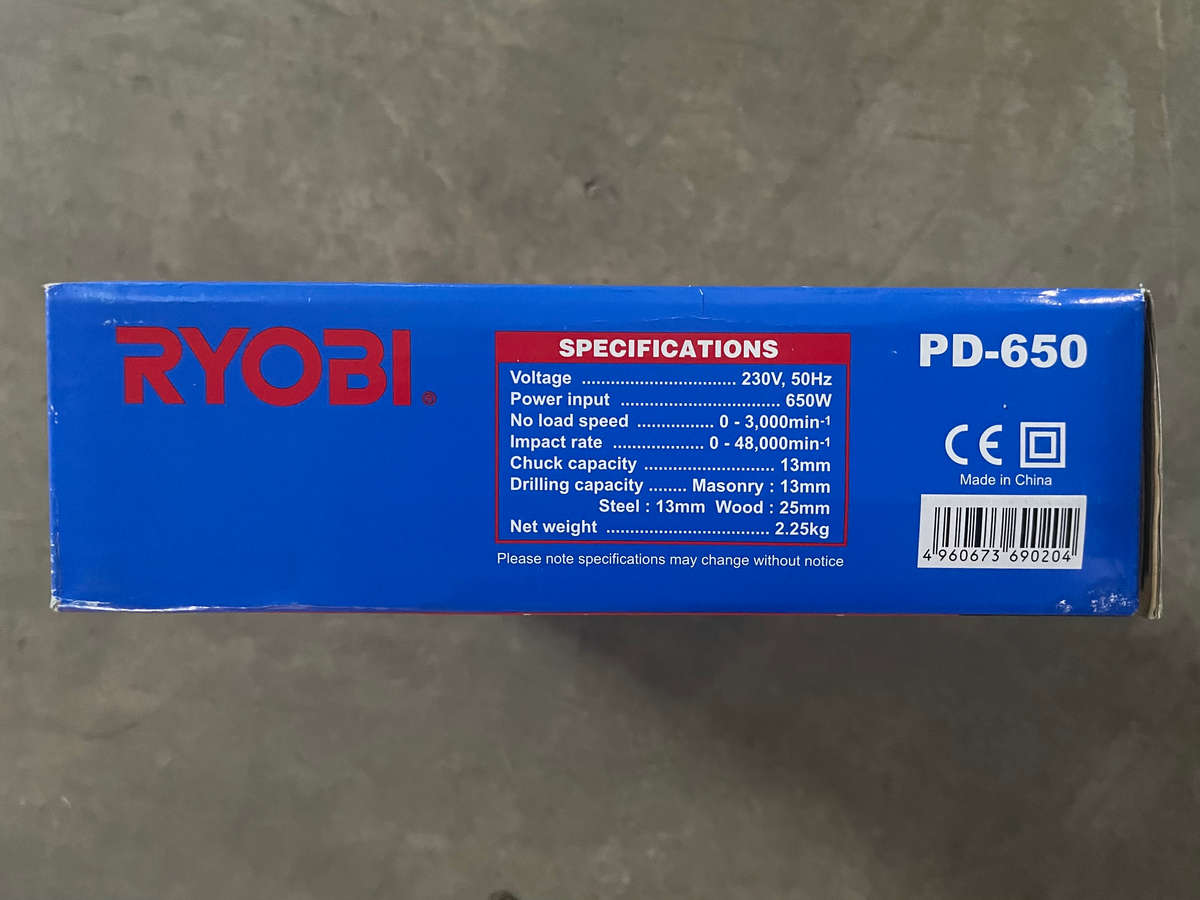 RYOBI®
SPECIFICATIONS
Voltage ............................... 230V, 50Hz
Power input ................................ 650W
No load speed ................ 0 - 3,000min-1
Impact rate ................... 0 - 48,000min-1
Chuck capacity .......................... 13mm
Drilling capacity ........ Masonry : 13mm
Steel : 13mm Wood : 25mm
Net weight ................................. 2.25kg
Please note specifications may change without notice
PD-650
CE
Made in China
4 960673 690204